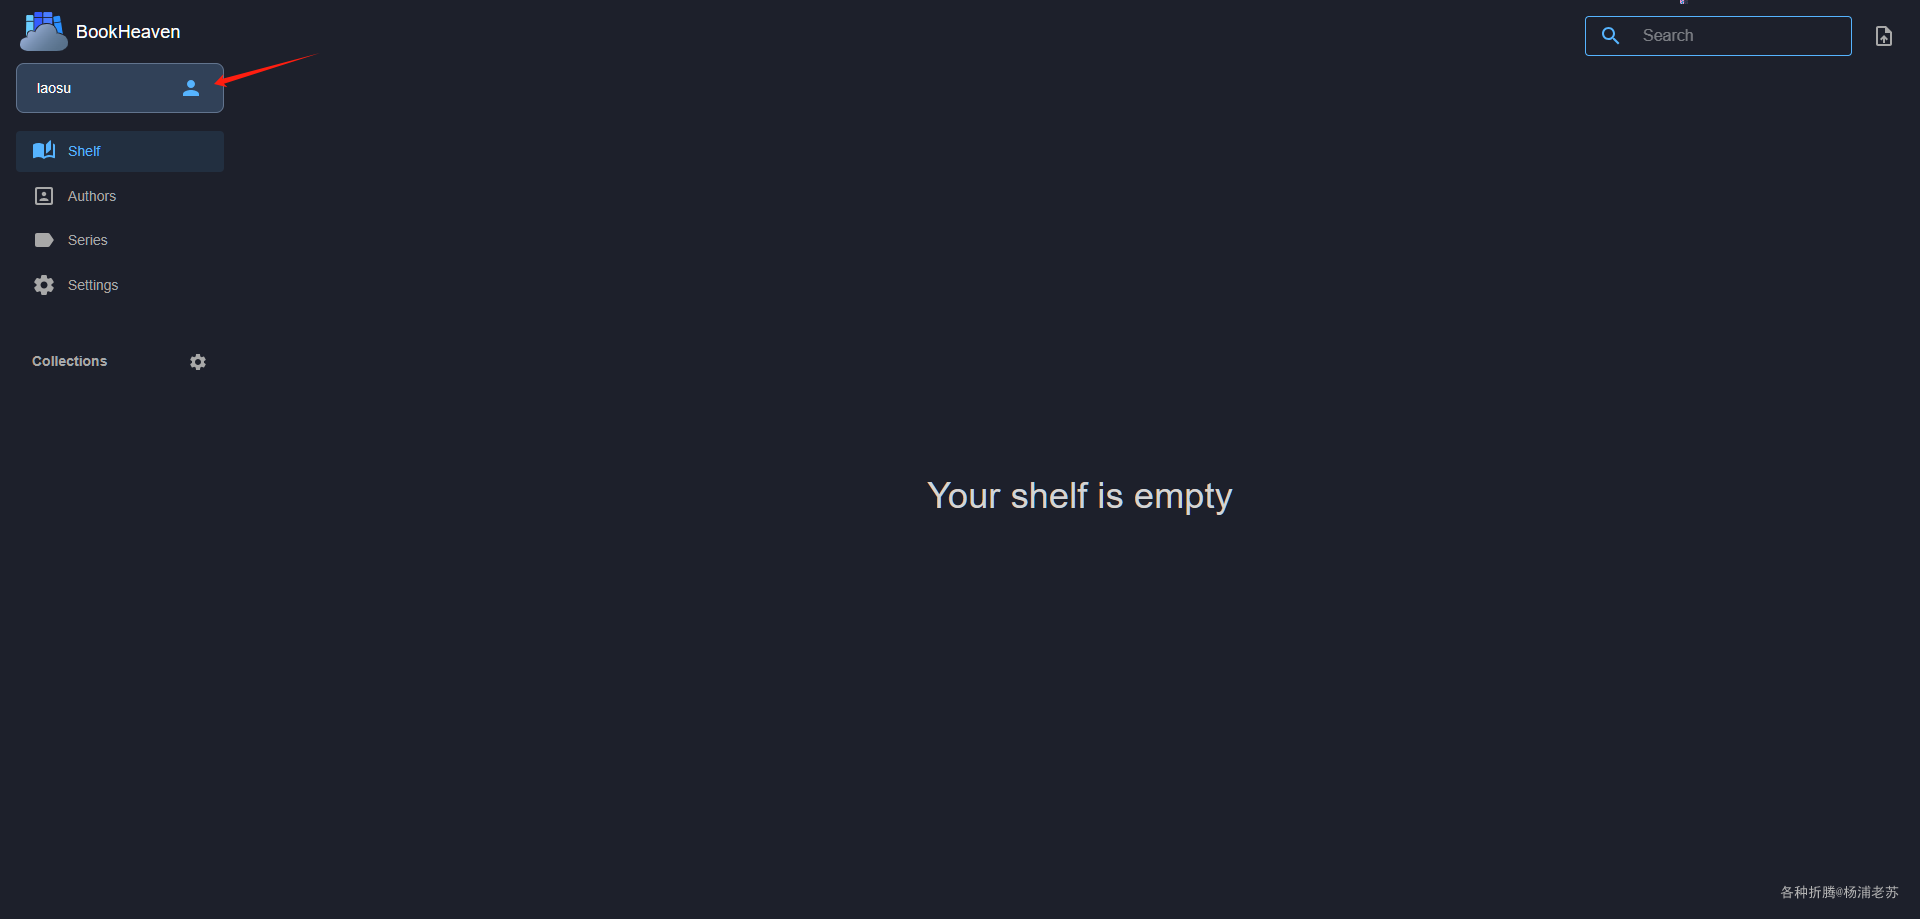 BookHeaven
Search
laosu
Shelf
Authors
Series
Settings
Collections
Your shelf is empty
各种折腾@杨浦老苏